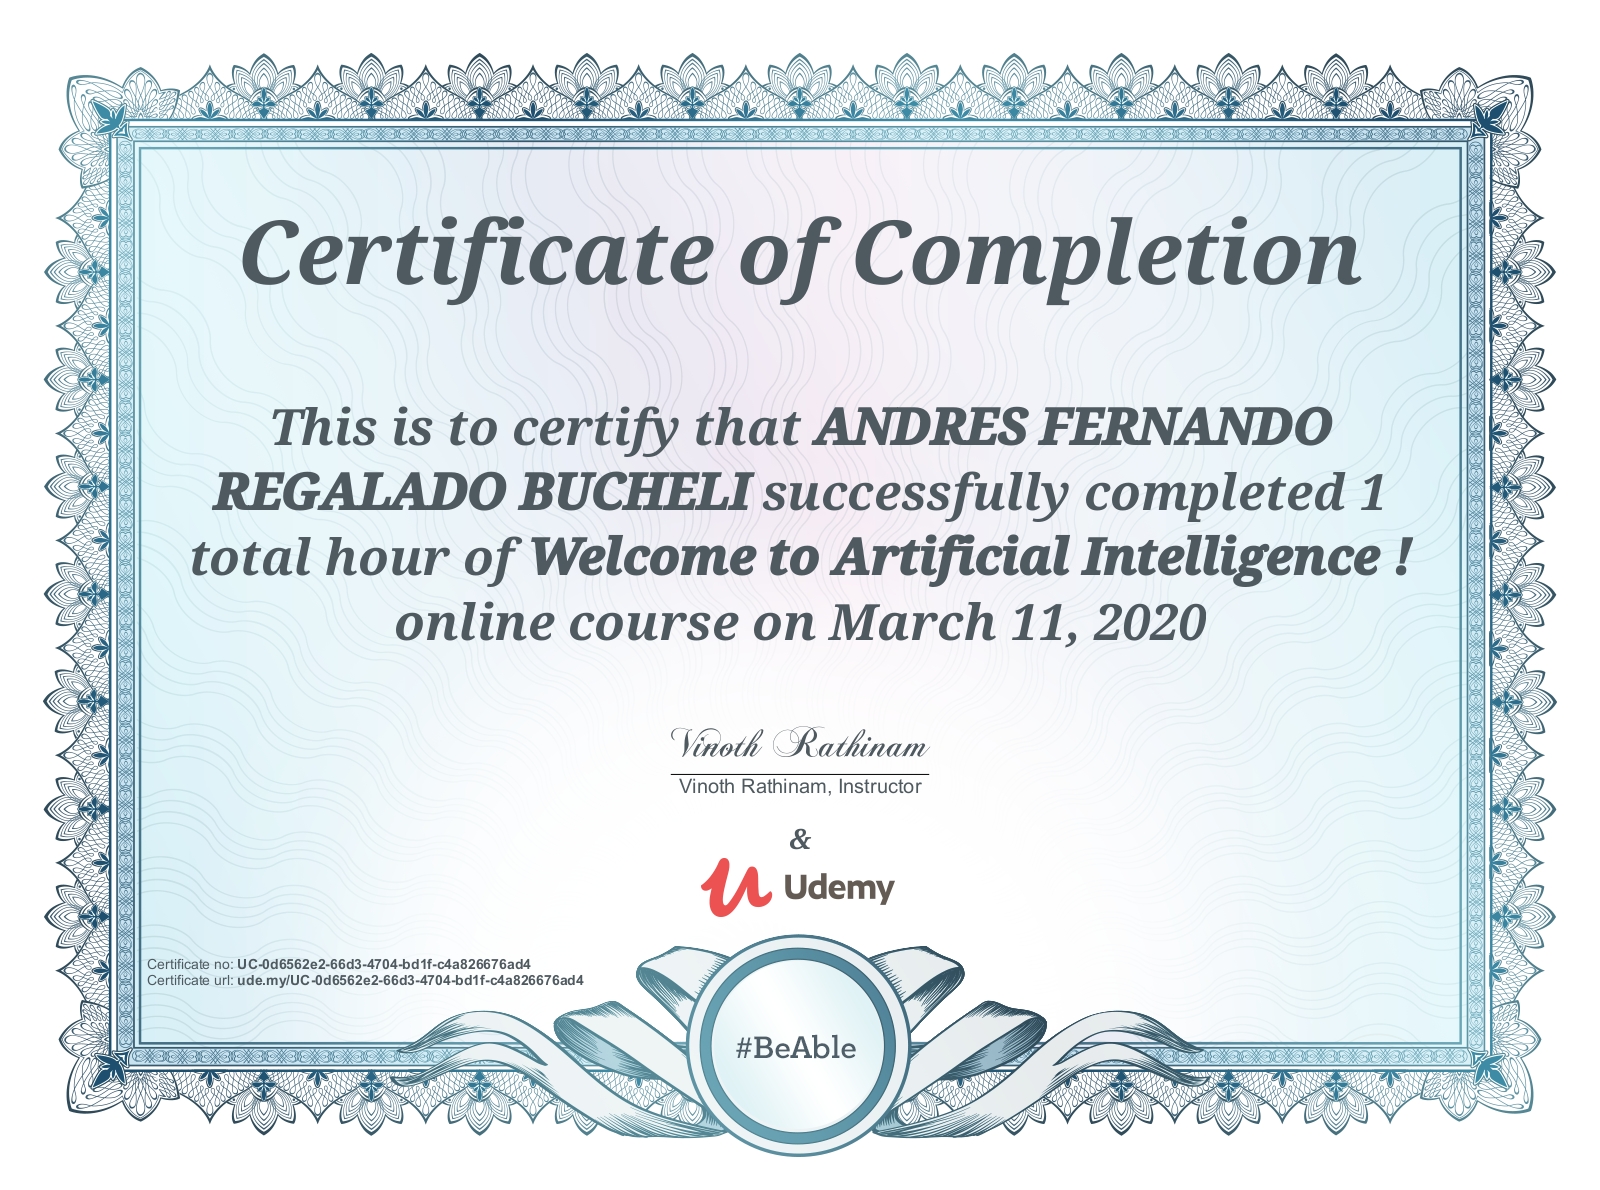 Certificate of Completion
This is to certify that ANDRES FERNANDO
REGALADO BUCHELI successfully completed 1
total hour of Welcome to Artificial Intelligence !
online course on March 11, 2020
Vinoth Rathinam
Vinoth Rathinam, Instructor
&
Udemy
Certificate no: UC-0d6562e2-66d3-4704-bd1f-c4a826676ad4
Certificate url: ude.my/UC-0d6562e2-66d3-4704-bd1f-c4a826676ad4
#BeAble